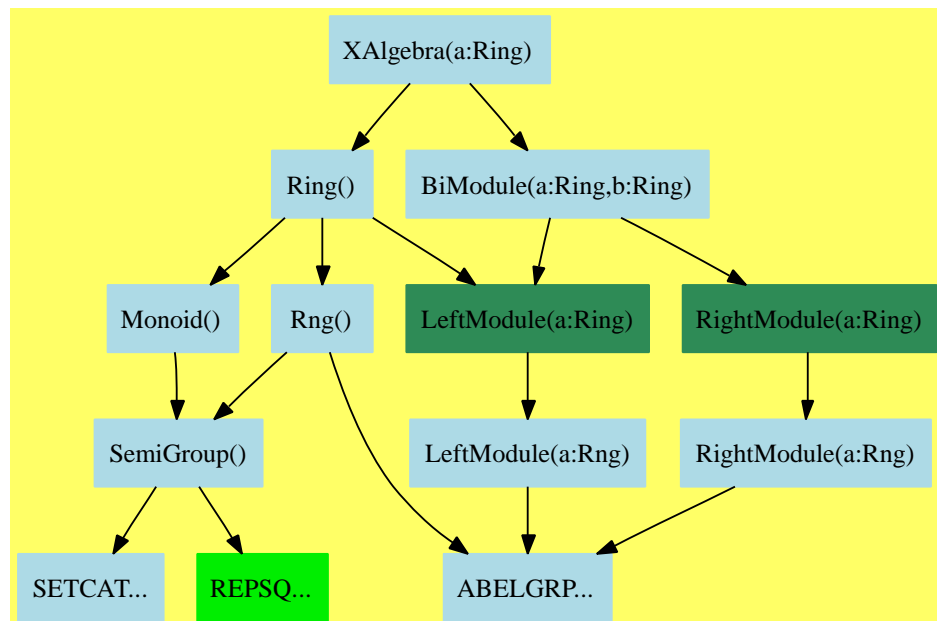 XAlgebra(a:Ring)
Ring()
BiModule(a:Ring,b:Ring)
Monoid()
Rng()
LeftModule(a:Ring)
RightModule(a:Ring)
SemiGroup()
LeftModule(a:Rng)
RightModule(a:Rng)
SETCAT...
REPSQ...
ABELGRP...